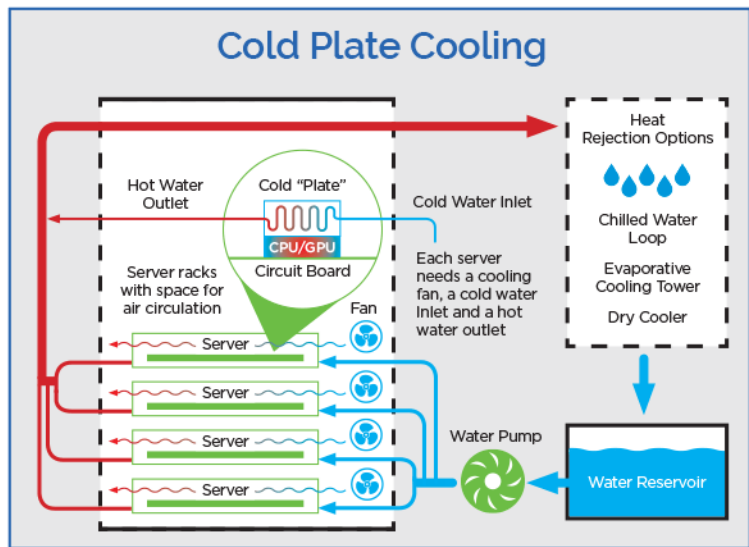 Cold Plate Cooling
Heat
Rejection Options
Hot Water
Outlet
Cold “Plate”
Cold Water Inlet
CPU/GPU
Circuit Board
Chilled Water
Loop
Evaporative
Cooling Tower
Dry Cooler
Each server
needs a cooling
fan, a cold water
Inlet and a hot
water outlet
Server racks
with space for
air circulation
Fan
Server
Server
Server
Server
Water Pump
Water Reservoir